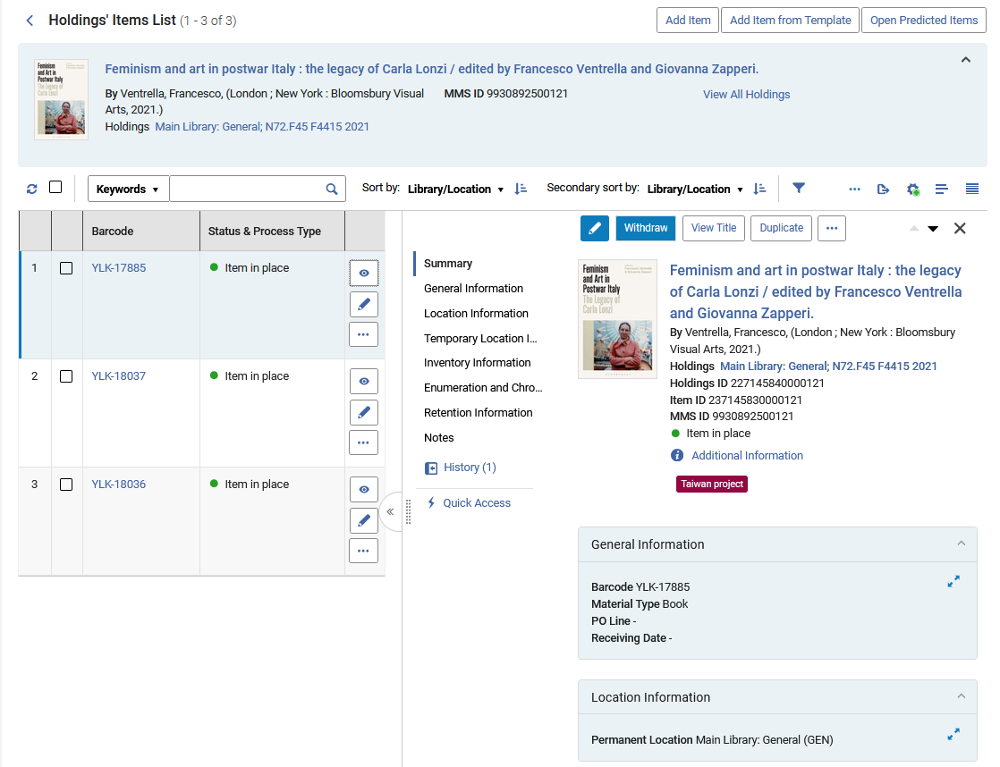 Holdings' Items List (1 - 3 of 3)
Add Item
Add Item from Template
Open Predicted Items
Feminism
and Art in
Postwar Italy
The Legacy of
Carla Lonzi
Feminism and art in postwar Italy : the legacy of Carla Lonzi / edited by Francesco Ventrella and Giovanna Zapperi.
By Ventrella, Francesco, (London ; New York : Bloomsbury Visual
Arts, 2021.)
MMS ID 9930892500121
View All Holdings
Holdings Main Library: General; N72.F45 F4415 2021
Keywords
Sort by: Library/Location
Secondary sort by: Library/Location
Barcode
Status & Process Type
1 YLK-17885 Item in place
2 YLK-18037 Item in place
3 YLK-18036 Item in place
Summary
General Information
Location Information
Temporary Location I...
Inventory Information
Enumeration and Chro...
Retention Information
Notes
History (1)
Quick Access
Withdraw
View Title
Duplicate
Feminism
and Art in
Postwar Italy
The Legacy of
Carla Lonzi
Feminism and art in postwar Italy : the legacy
of Carla Lonzi / edited by Francesco Ventrella
and Giovanna Zapperi.
By Ventrella, Francesco, (London ; New York : Bloomsbury
Visual Arts, 2021.)
Holdings Main Library: General; N72.F45 F4415 2021
Holdings ID 227145840000121
Item ID 237145830000121
MMS ID 9930892500121
Item in place
Additional Information
Taiwan project
General Information
Barcode YLK-17885
Material Type Book
PO Line -
Receiving Date -
Location Information
Permanent Location Main Library: General (GEN)